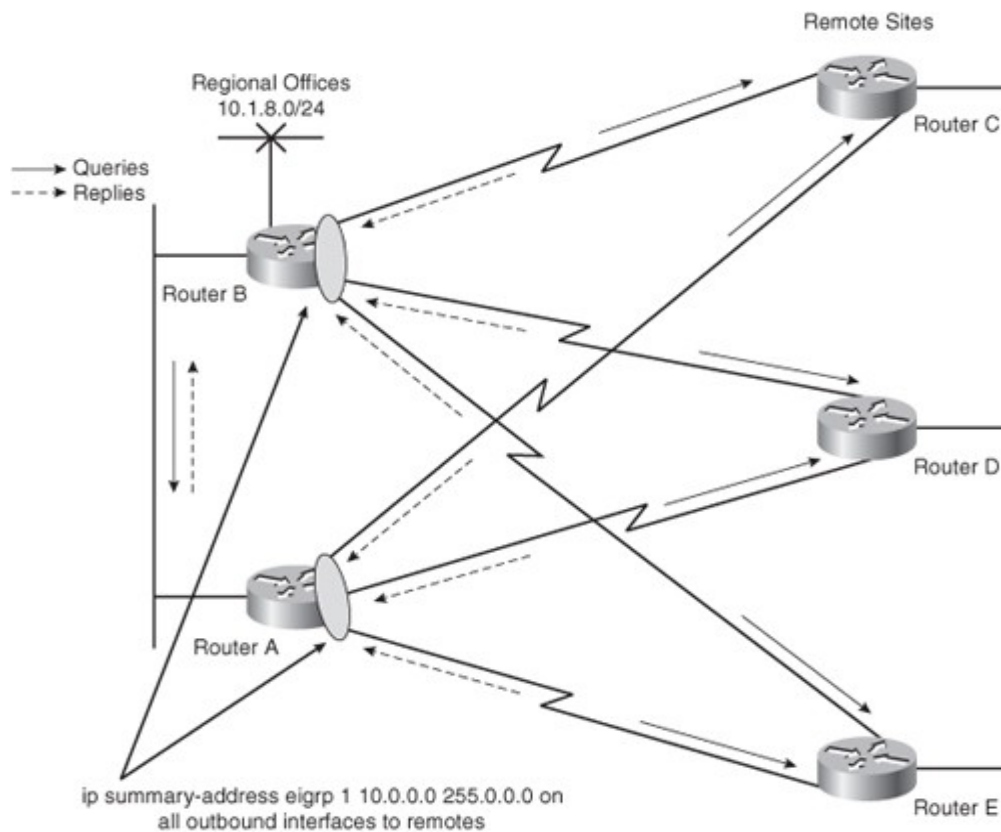 Remote Sites
Regional Offices
10.1.8.0/24
Router C
Queries
Replies
Router B
Router D
Router A
ip summary-address eigrp 1 10.0.0.0 255.0.0.0 on
all outbound interfaces to remotes
Router E